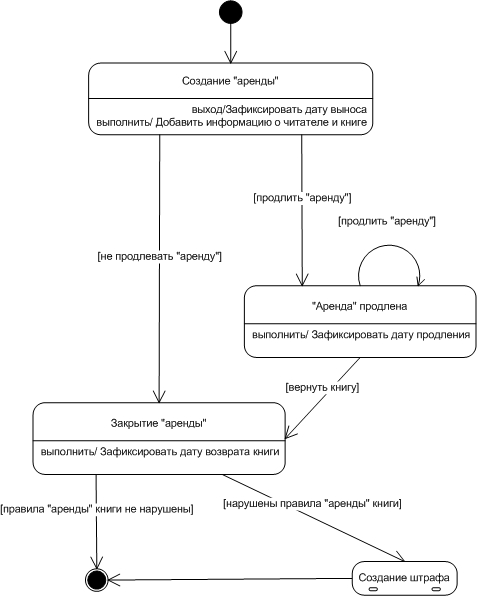 Создание "аренды"
выход/Зафиксировать дату выноса
выполнить/ Добавить информацию о читателе и книге
[продлить "аренду"]
[продлить "аренду"]
[не продлевать "аренду"]
"Аренда" продлена
выполнить/ Зафиксировать дату продления
[вернуть книгу]
Закрытие "аренды"
выполнить/ Зафиксировать дату возврата книги
[нарушены правила "аренды" книги]
[правила "аренды" книги не нарушены]
Создание штрафа